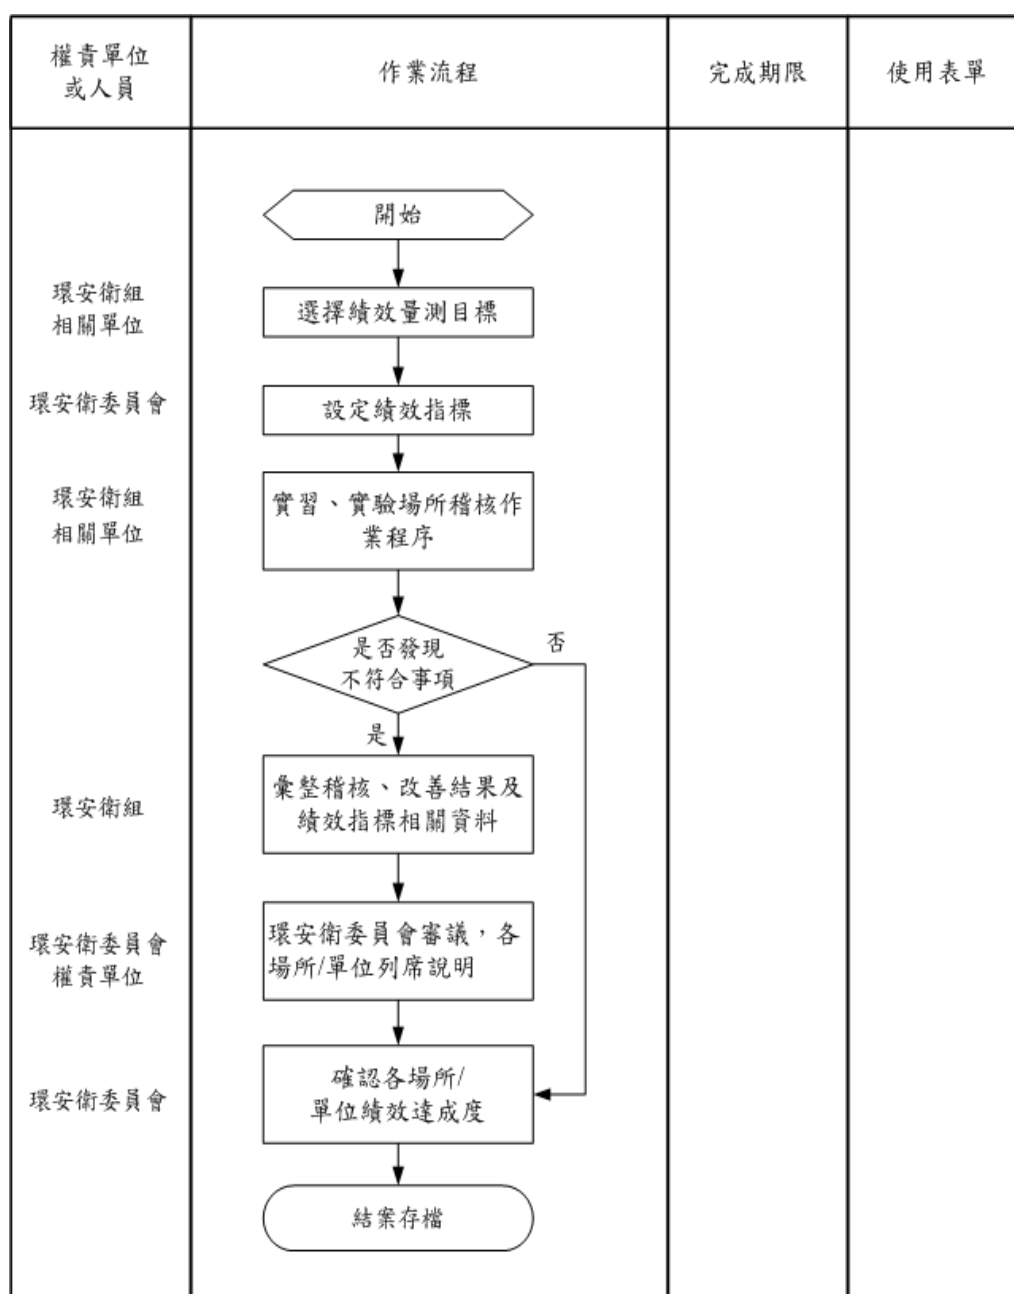 權責單位
或人員
作業流程
完成期限
使用表單
開始
環安衛組
相關單位
選擇績效量測目標
環安衛委員會
設定績效指標
環安衛組
相關單位
實習、實驗場所稽核作
業程序
是否發現
不符合事項
否
是
環安衛組
彙整稽核、改善結果及
績效指標相關資料
環安衛委員會
權責單位
環安衛委員會審議，各
場所/單位列席說明
環安衛委員會
確認各場所/
單位績效達成度
結案存檔